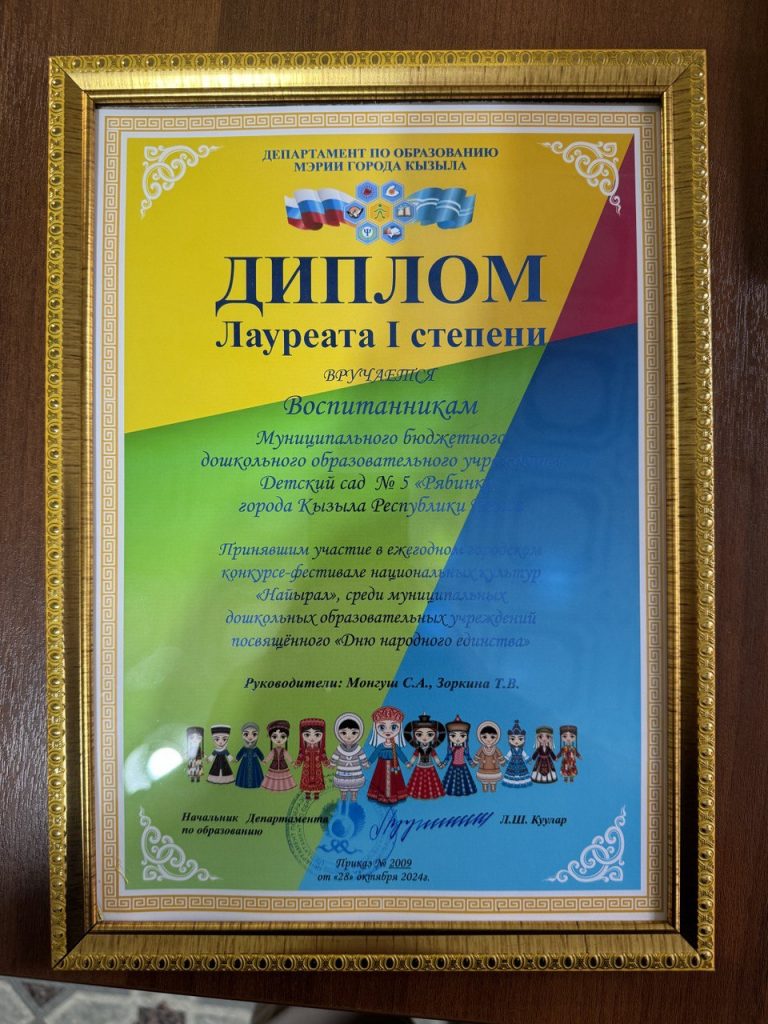 ДЕПАРТАМЕНТ ПО ОБРАЗОВАНИЮ
МЭРИИ ГОРОДА КЫЗЫЛА
ДИПЛОМ
Лауреата I степени
ВРУЧАЕТСЯ
Воспитанникам
Муниципального бюджетного
дошкольного образовательного
Детский сад № 5 «Рябинка»
города Кызыла Республики
Принявшим участие в ежегодном городском
конкурсе-фестивале национальных культур
«Найырал», среди муниципальных
дошкольных образовательных учреждений
посвящённого «Дню народного единства»
Руководители: Монгуш С.А., Зоркина Т.В.
Начальник Департамента
по образованию
Л.Ш. Куулар
Приказ № 2009
от «28» октября 2024г.